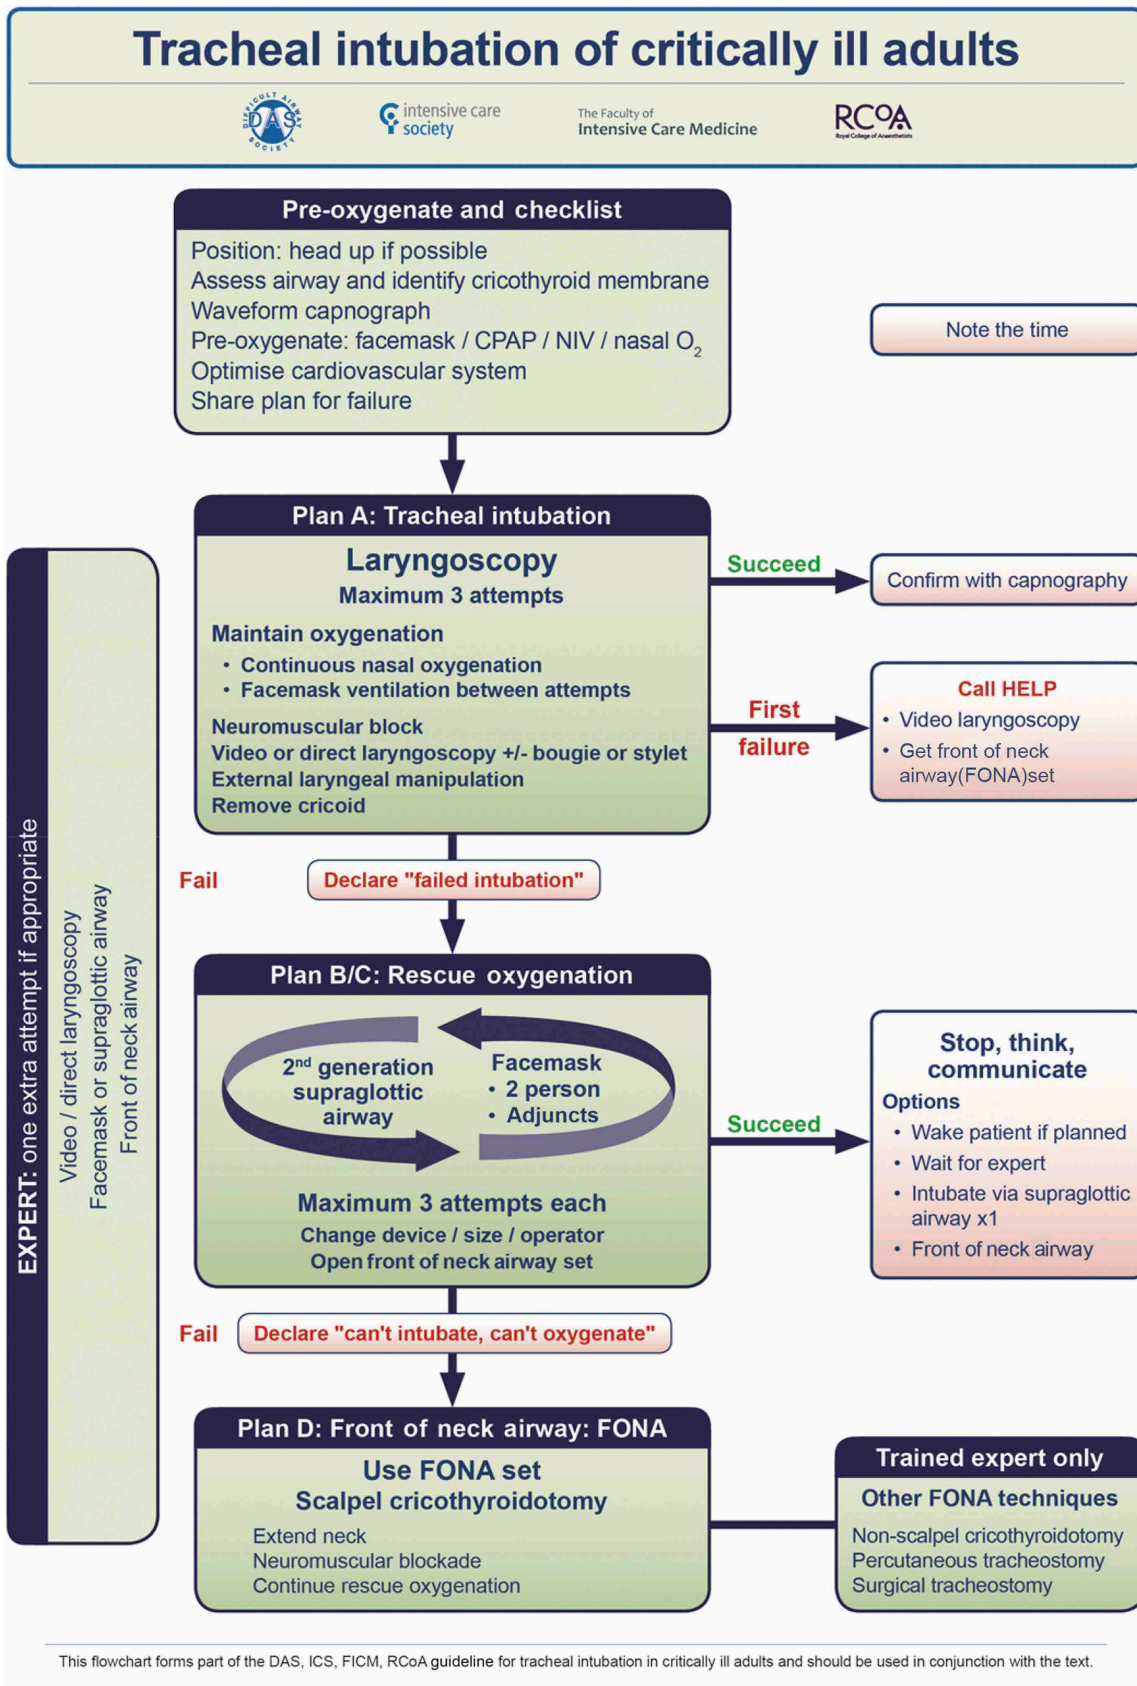 Tracheal intubation of critically ill adults
DIFFICULT AIRWAY
DAS
SOCIETY
intensive care
society
The Faculty of
Intensive Care Medicine
RCoA
Royal College of Anaesthetists
Pre-oxygenate and checklist
Position: head up if possible
Assess airway and identify cricothyroid membrane
Waveform capnograph
Pre-oxygenate: facemask / CPAP / NIV / nasal O2
Optimise cardiovascular system
Share plan for failure
Note the time
Plan A: Tracheal intubation
Laryngoscopy
Maximum 3 attempts
Maintain oxygenation
• Continuous nasal oxygenation
• Facemask ventilation between attempts
Neuromuscular block
Video or direct laryngoscopy +/- bougie or stylet
External laryngeal manipulation
Remove cricoid
Succeed
Confirm with capnography
First
failure
Call HELP
• Video laryngoscopy
• Get front of neck
airway(FONA)set
Fail
Declare "failed intubation"
EXPERT: one extra attempt if appropriate
Video / direct laryngoscopy
Facemask or supraglottic airway
Front of neck airway
Plan B/C: Rescue oxygenation
2nd generation
supraglottic
airway
Facemask
• 2 person
• Adjuncts
Maximum 3 attempts each
Change device / size / operator
Open front of neck airway set
Succeed
Stop, think,
communicate
Options
• Wake patient if planned
• Wait for expert
• Intubate via supraglottic
airway x1
• Front of neck airway
Fail
Declare "can't intubate, can't oxygenate"
Plan D: Front of neck airway: FONA
Use FONA set
Scalpel cricothyroidotomy
Extend neck
Neuromuscular blockade
Continue rescue oxygenation
Trained expert only
Other FONA techniques
Non-scalpel cricothyroidotomy
Percutaneous tracheostomy
Surgical tracheostomy
This flowchart forms part of the DAS, ICS, FICM, RCoA guideline for tracheal intubation in critically ill adults and should be used in conjunction with the text.